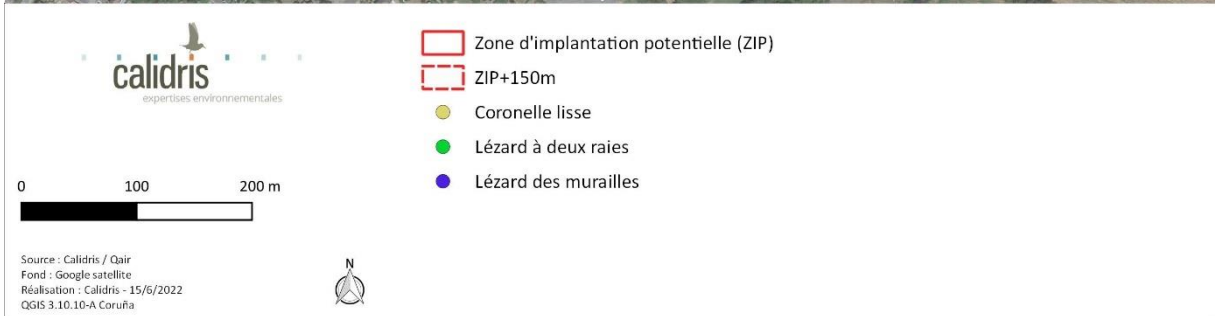 calidris
expertises environnementales
Zone d'implantation potentielle (ZIP)
ZIP+150m
Coronelle lisse
Lézard à deux raies
Lézard des murailles
0 100 200 m
Source : Calidris / Qair
Fond : Google satellite
Réalisation : Calidris - 15/6/2022
QGIS 3.10.10-A Coruña
N